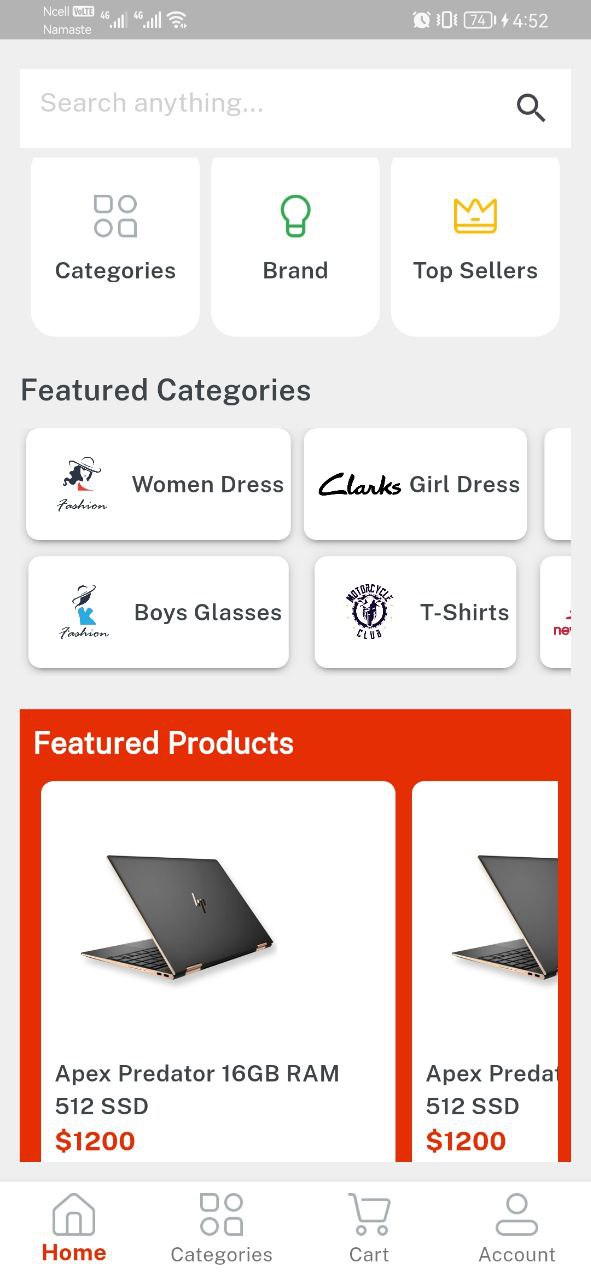 Ncell VoLTE 4G 4G 74 4:52
Namaste
Search anything...
Categories Brand Top Sellers
Featured Categories
Fashion Women Dress Clarks Girl Dress
Fashion Boys Glasses MOTORCYCLE CLUB T-Shirts
Featured Products
hp
Apex Predator 16GB RAM
512 SSD
$1200
Apex Predat
512 SSD
$1200
Home Categories Cart Account